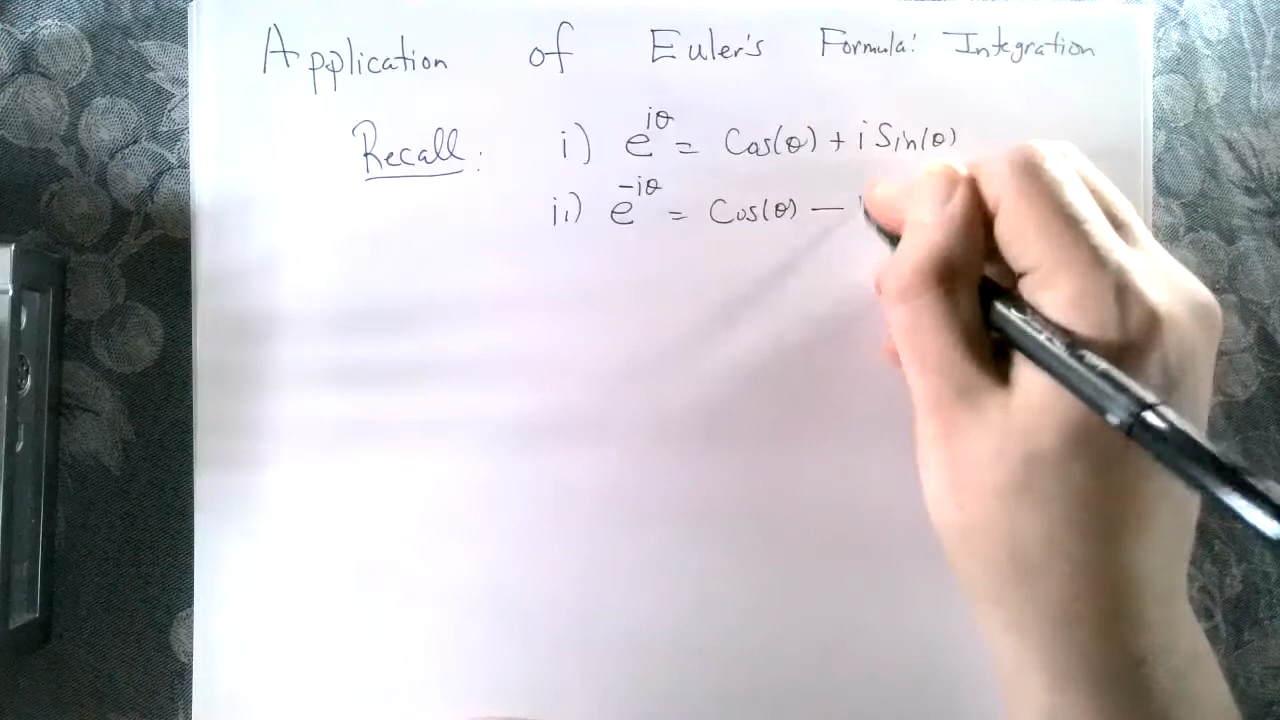 Application of Euler's Formula: Integration
Recall: i) e^{iθ} = Cos(θ) + i Sin(θ)
ii) e^{-iθ} = Cos(θ) —